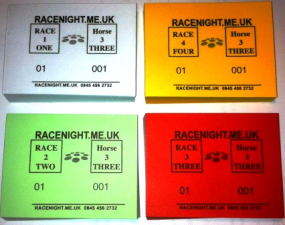 RACENIGHT.ME.UK
RACE
1
ONE
Horse
3
THREE
01 001
RACENIGHT.ME.UK 0845 456 2732
RACENIGHT.ME.UK
RACE
4
FOUR
Horse
3
THREE
01 001
RACENIGHT.ME.UK 0845 456 2732
RACENIGHT.ME.UK
RACE
2
TWO
Horse
3
THREE
01 001
RACENIGHT.ME.UK 0845 456 2732
RACENIGHT.ME.UK
RACE
3
THREE
Horse
3
THREE
01 001
RACENIGHT.ME.UK 0845 456 2732